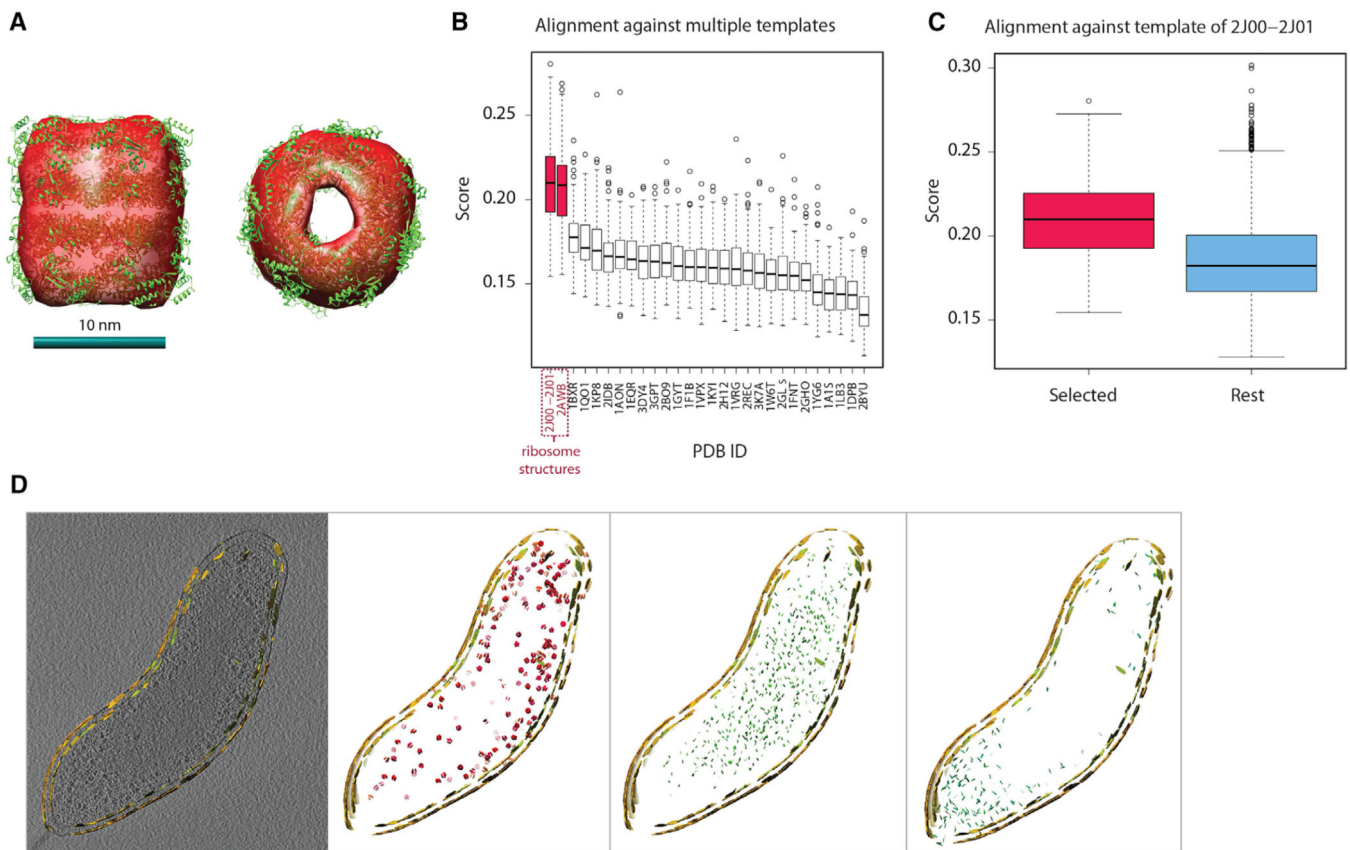 A
10 nm
B
Alignment against multiple templates
Score
0.25
0.20
0.15
2J00–2J01
2AWB
1BXR
1QO1
1KP8
2IDB
1AON
1EQR
3DY4
3GPT
2BO9
1GYT
1F1B
1VPX
1KYI
2H12
1VRG
2REC
3K7A
1W6T
2GLS
1FNT
2GHO
1YG6
1A1S
1LB3
1DPB
2BYU
ribosome
structures
PDB ID
C
Alignment against template of 2J00–2J01
Score
0.30
0.25
0.20
0.15
Selected
Rest
D